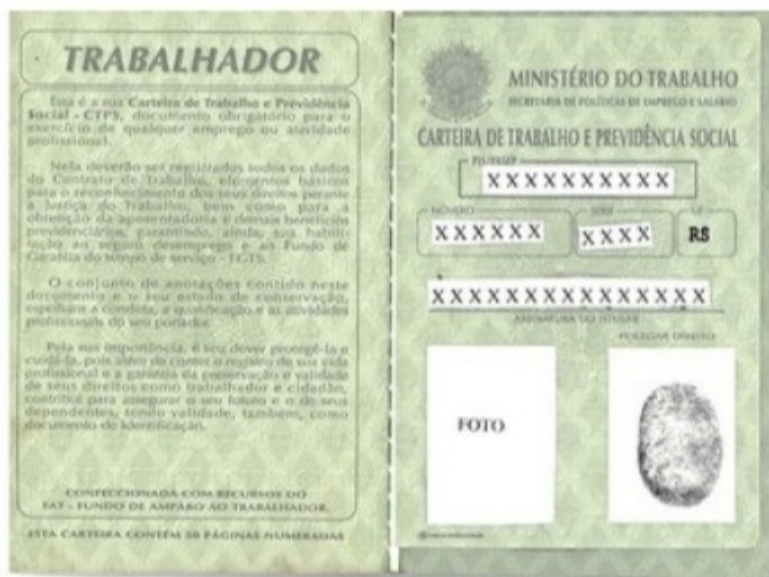 TRABALHADOR
Esta é a sua Carteira de Trabalho e Previdência
Social - CTPS, documento obrigatório para o
exercício de qualquer emprego ou atividade
profissional.
Nela deverão ser registrados todos os dados
do Contrato de Trabalho, elementos básicos
para o reconhecimento dos seus direitos perante
a Justiça do Trabalho, bem como para a
obtenção da aposentadoria e demais benefícios
previdenciários, garantindo, ainda, sua habili-
tação ao seguro desemprego e ao Fundo de
Garantia do tempo de serviço - FGTS.
O conjunto de anotações contido neste
documento e o seu estado de conservação,
espelham a conduta, a qualificação e as atividades
profissionais do seu portador.
Pela sua importância, é seu dever protegê-la e
cuidá-la, pois além de conter o registro de sua vida
profissional e a garantia da preservação e validade
de seus direitos como trabalhador e cidadão,
contribui para assegurar o seu futuro e o de seus
dependentes, tendo validade, também, como
documento de identificação.
CONFECCIONADA COM RECURSOS DO
FAT - FUNDO DE AMPARO AO TRABALHADOR.
ESTA CARTEIRA CONTÉM 50 PÁGINAS NUMERADAS
MINISTÉRIO DO TRABALHO
SECRETARIA DE POLÍTICAS DE EMPREGO E SALÁRIO
CARTEIRA DE TRABALHO E PREVIDÊNCIA SOCIAL
PIS/PASEP
XXXXXXXXXX
NÚMERO SÉRIE UF
XXXXXX XXXX RS
XXXXXXXXXXXXXXX
ASSINATURA DO TITULAR
POLEGAR DIREITO
FOTO